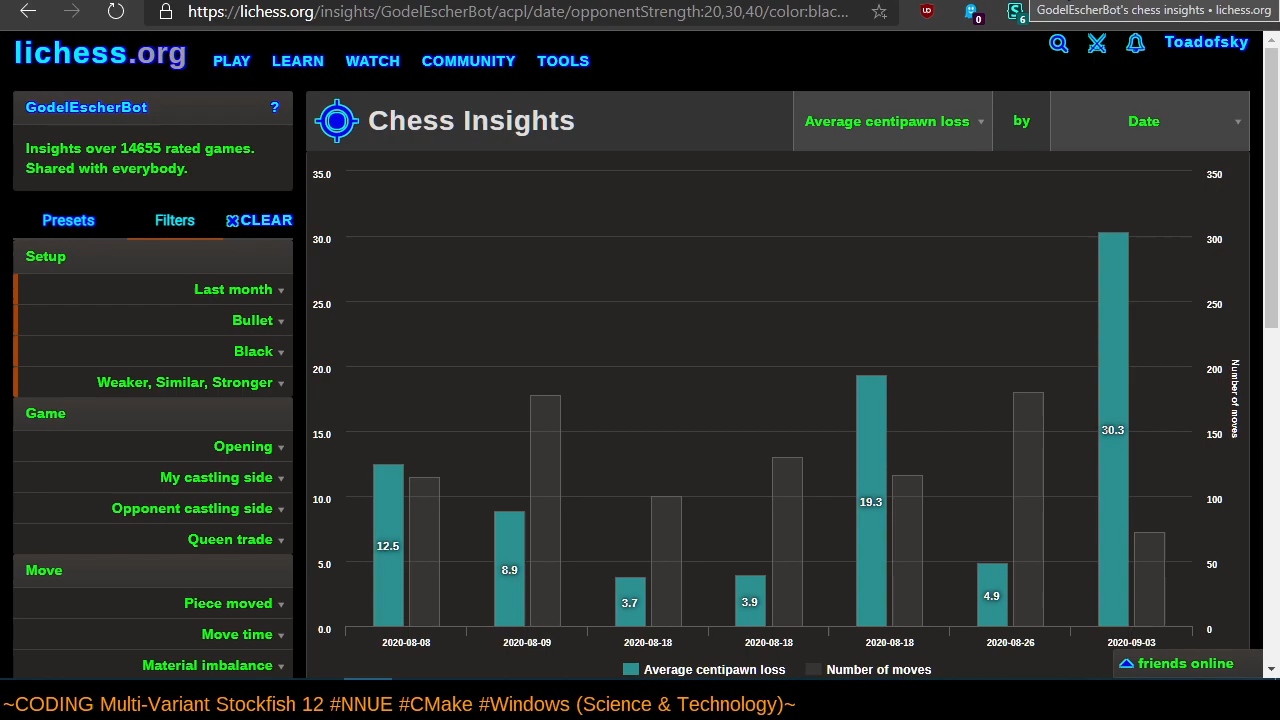 https://lichess.org/insights/GodelEscherBot/acpl/date/opponentStrength:20,30,40/color:blac...
UD
0
S
6
GodelEscherBot's chess insights • lichess.org
lichess.org
PLAY LEARN WATCH COMMUNITY TOOLS
Toadofsky
GodelEscherBot ?
Insights over 14655 rated games.
Shared with everybody.
Presets Filters CLEAR
Setup
Last month
Bullet
Black
Weaker, Similar, Stronger
Game
Opening
My castling side
Opponent castling side
Queen trade
Move
Piece moved
Move time
Material imbalance
Chess Insights
Average centipawn loss by Date
35.0 350
30.0 300
25.0 250
20.0 200
15.0 150
10.0 100
5.0 50
0.0 0
Number of moves
12.5 8.9 3.7 3.9 19.3 4.9 30.3
2020-08-08 2020-08-09 2020-08-18 2020-08-18 2020-08-18 2020-08-26 2020-09-03
Average centipawn loss Number of moves
friends online
~CODING Multi-Variant Stockfish 12 #NNUE #CMake #Windows (Science & Technology)~